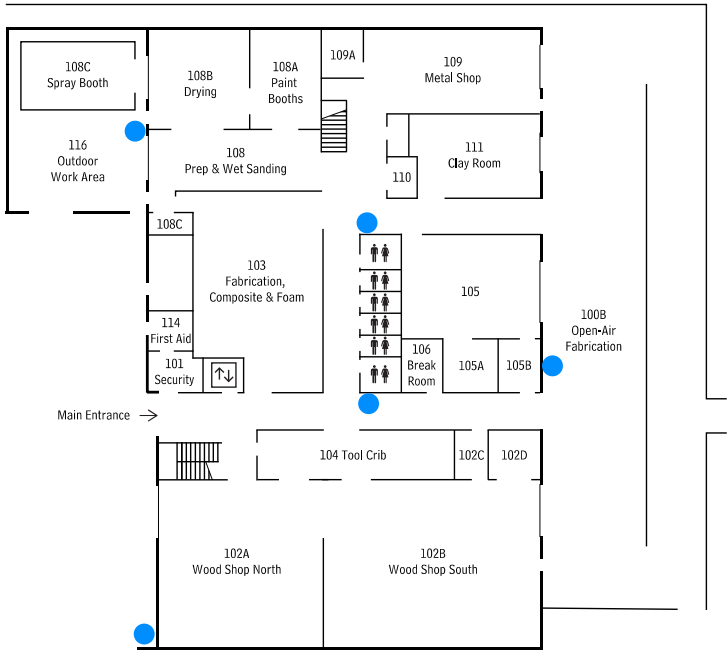 109A
108C
Spray Booth
108B
Drying
108A
Paint
Booths
109
Metal Shop
116
Outdoor
Work Area
108
Prep & Wet Sanding
110
111
Clay Room
108C
103
Fabrication,
Composite & Foam
105
100B
Open-Air
Fabrication
114
First Aid
101
Security
106
Break
Room
105A
105B
Main Entrance
104 Tool Crib
102C
102D
102A
Wood Shop North
102B
Wood Shop South